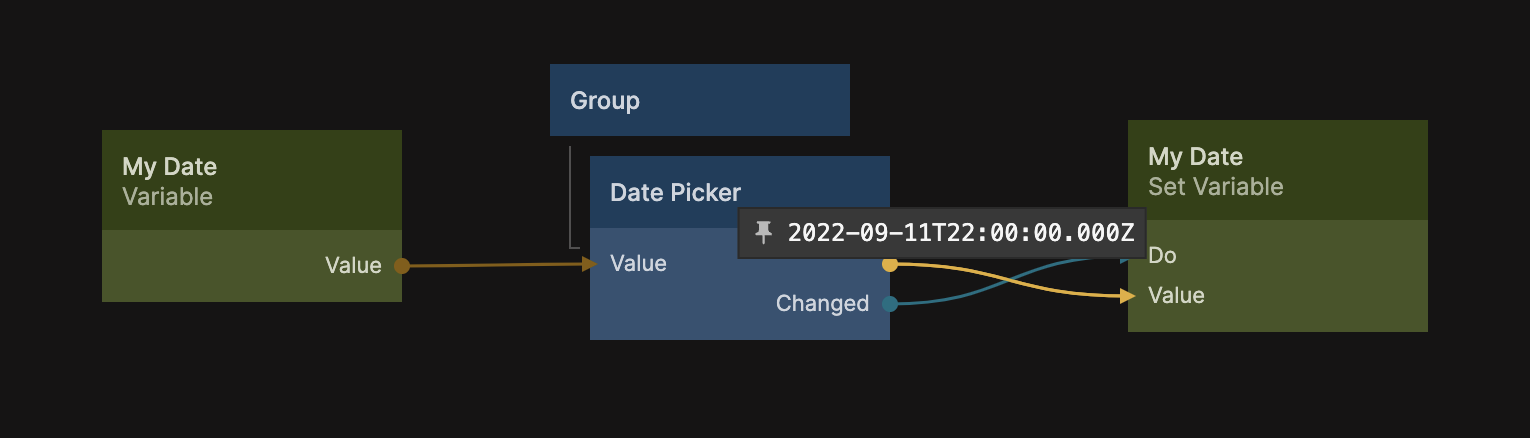 Group
My Date
Variable
Value
Date Picker
2022-09-11T22:00:00.000Z
Value
Changed
My Date
Set Variable
Do
Value